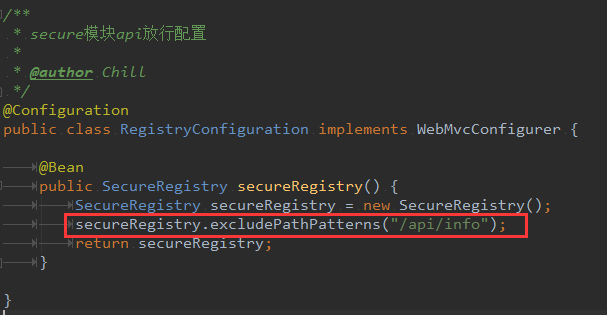 /**
 * secure模块api放行配置
 *
 * @author Chill
 */
@Configuration
public class RegistryConfiguration implements WebMvcConfigurer {
@Bean
public SecureRegistry secureRegistry() {
SecureRegistry secureRegistry = new SecureRegistry();
secureRegistry.excludePathPatterns("/api/info");
return secureRegistry;
}
}